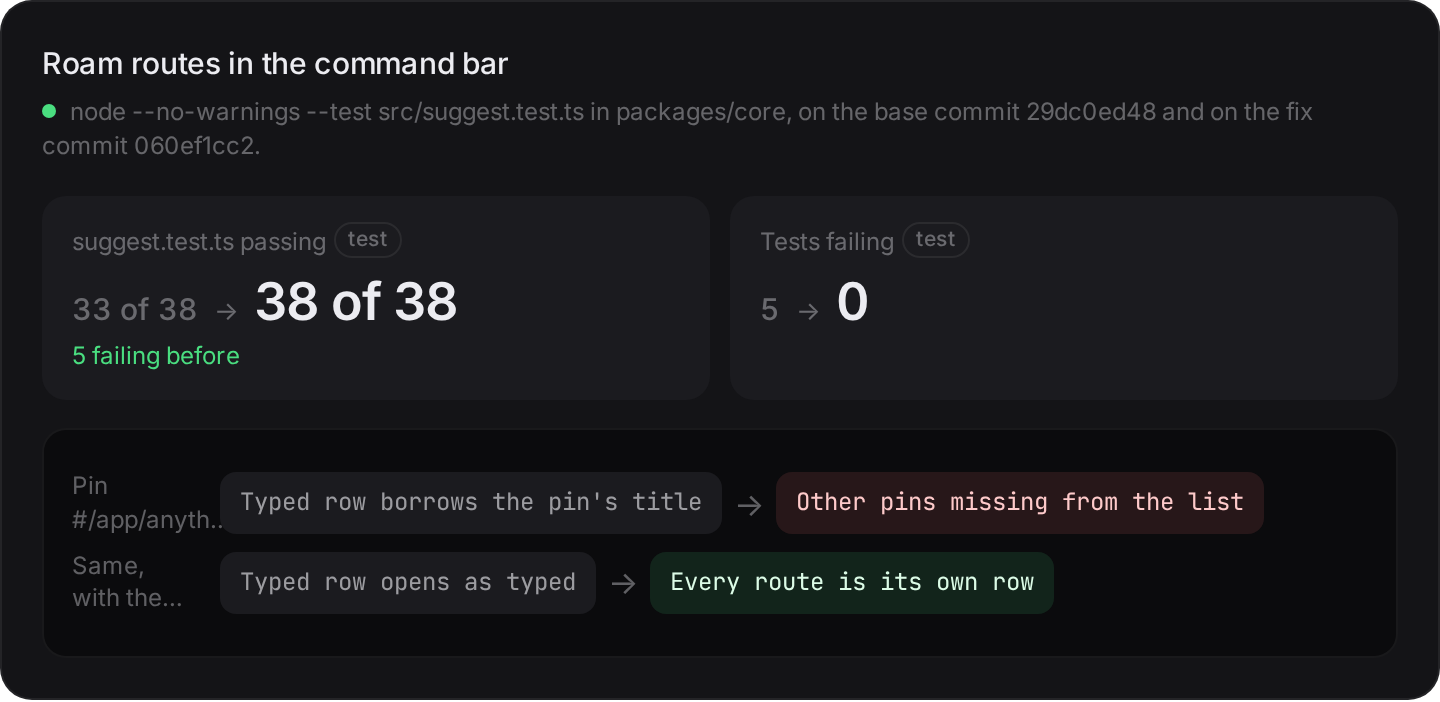 Roam routes in the command bar
node --no-warnings --test src/suggest.test.ts in packages/core, on the base commit 29dc0ed48 and on the fix
commit 060ef1cc2.
suggest.test.ts passing test
33 of 38 → 38 of 38
5 failing before
Tests failing test
5 → 0
Pin
#/app/anyth...
Typed row borrows the pin's title → Other pins missing from the list
Same,
with the...
Typed row opens as typed → Every route is its own row